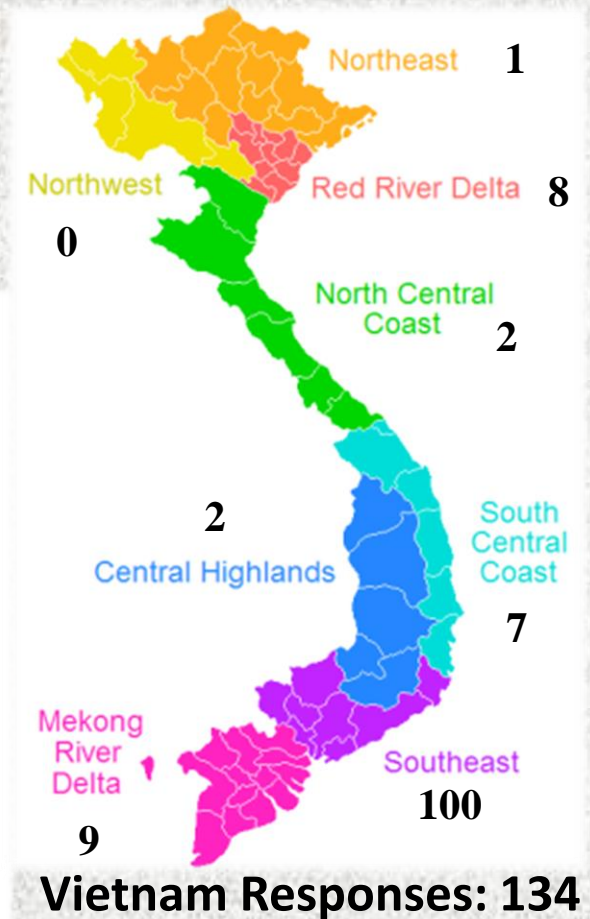 Northeast 1
Northwest
0
Red River Delta 8
North Central
Coast
2
2
Central Highlands
South
Central
Coast
7
Mekong
River
Delta
9
Southeast
100
Vietnam Responses: 134